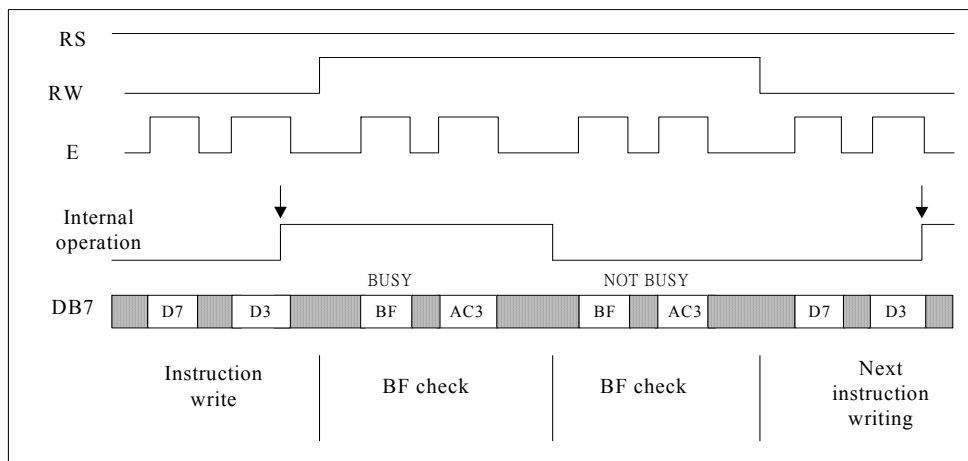 RS
RW
E
Internal
operation
BUSY
NOT BUSY
DB7
D7
D3
BF
AC3
BF
AC3
D7
D3
Instruction
write
BF check
BF check
Next
instruction
writing